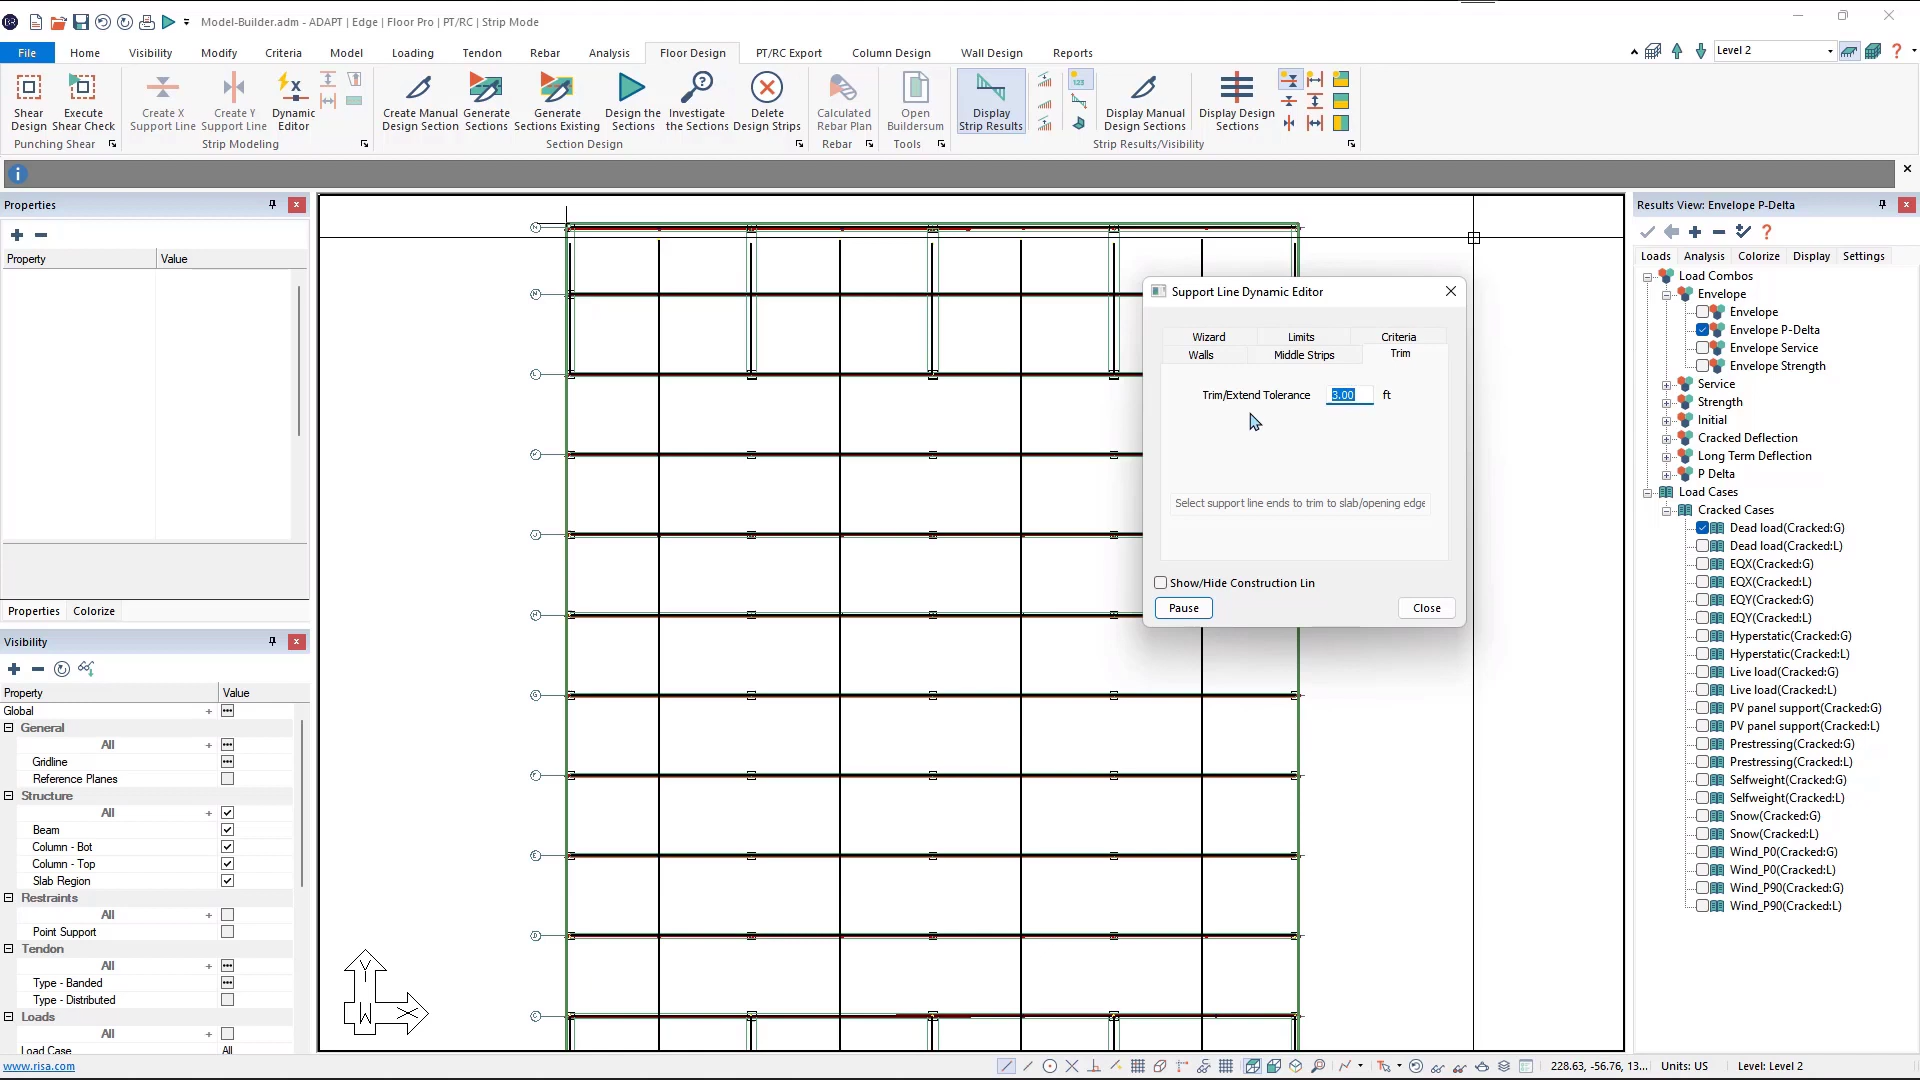 Model-Builder.adm - ADAPT | Edge | Floor Pro | PT/RC | Strip Mode
File Home Visibility Modify Criteria Model Loading Tendon Rebar Analysis Floor Design PT/RC Export Column Design Wall Design Reports Level 2
Shear Design Execute Shear Check Create X Support Line Create Y Support Line Dynamic Editor Create Manual Design Section Generate Sections Generate Sections Existing Design the Sections Investigate the Sections Delete Design Strips Calculated Rebar Plan Open Buildersum Display Strip Results Display Manual Design Sections Display Design Sections
Punching Shear Strip Modeling Section Design Rebar Tools Strip Results/Visibility
Properties
Property Value
Properties Colorize
Visibility
Property Value
Global
General
All
Gridline
Reference Planes
Structure
All
Beam
Column - Bot
Column - Top
Slab Region
Restraints
All
Point Support
Tendon
All
Type - Banded
Type - Distributed
Loads
All
Load Case All
L
G
F
E
D
C
Y
X
Support Line Dynamic Editor
Wizard Limits Criteria
Walls Middle Strips Trim
Trim/Extend Tolerance 3.00 ft
Select support line ends to trim to slab/opening edge
Show/Hide Construction Lin
Pause Close
Results View: Envelope P-Delta
Loads Analysis Colorize Display Settings
Load Combos
Envelope
Envelope
Envelope P-Delta
Envelope Service
Envelope Strength
Service
Strength
Initial
Cracked Deflection
Long Term Deflection
P Delta
Load Cases
Cracked Cases
Dead load(Cracked:G)
Dead load(Cracked:L)
EQX(Cracked:G)
EQX(Cracked:L)
EQY(Cracked:G)
EQY(Cracked:L)
Hyperstatic(Cracked:G)
Hyperstatic(Cracked:L)
Live load(Cracked:G)
Live load(Cracked:L)
PV panel support(Cracked:G)
PV panel support(Cracked:L)
Prestressing(Cracked:G)
Prestressing(Cracked:L)
Selfweight(Cracked:G)
Selfweight(Cracked:L)
Snow(Cracked:G)
Snow(Cracked:L)
Wind_P0(Cracked:G)
Wind_P0(Cracked:L)
Wind_P90(Cracked:G)
Wind_P90(Cracked:L)
www.risa.com
228.63, -56.76, 13... Units: US Level: Level 2